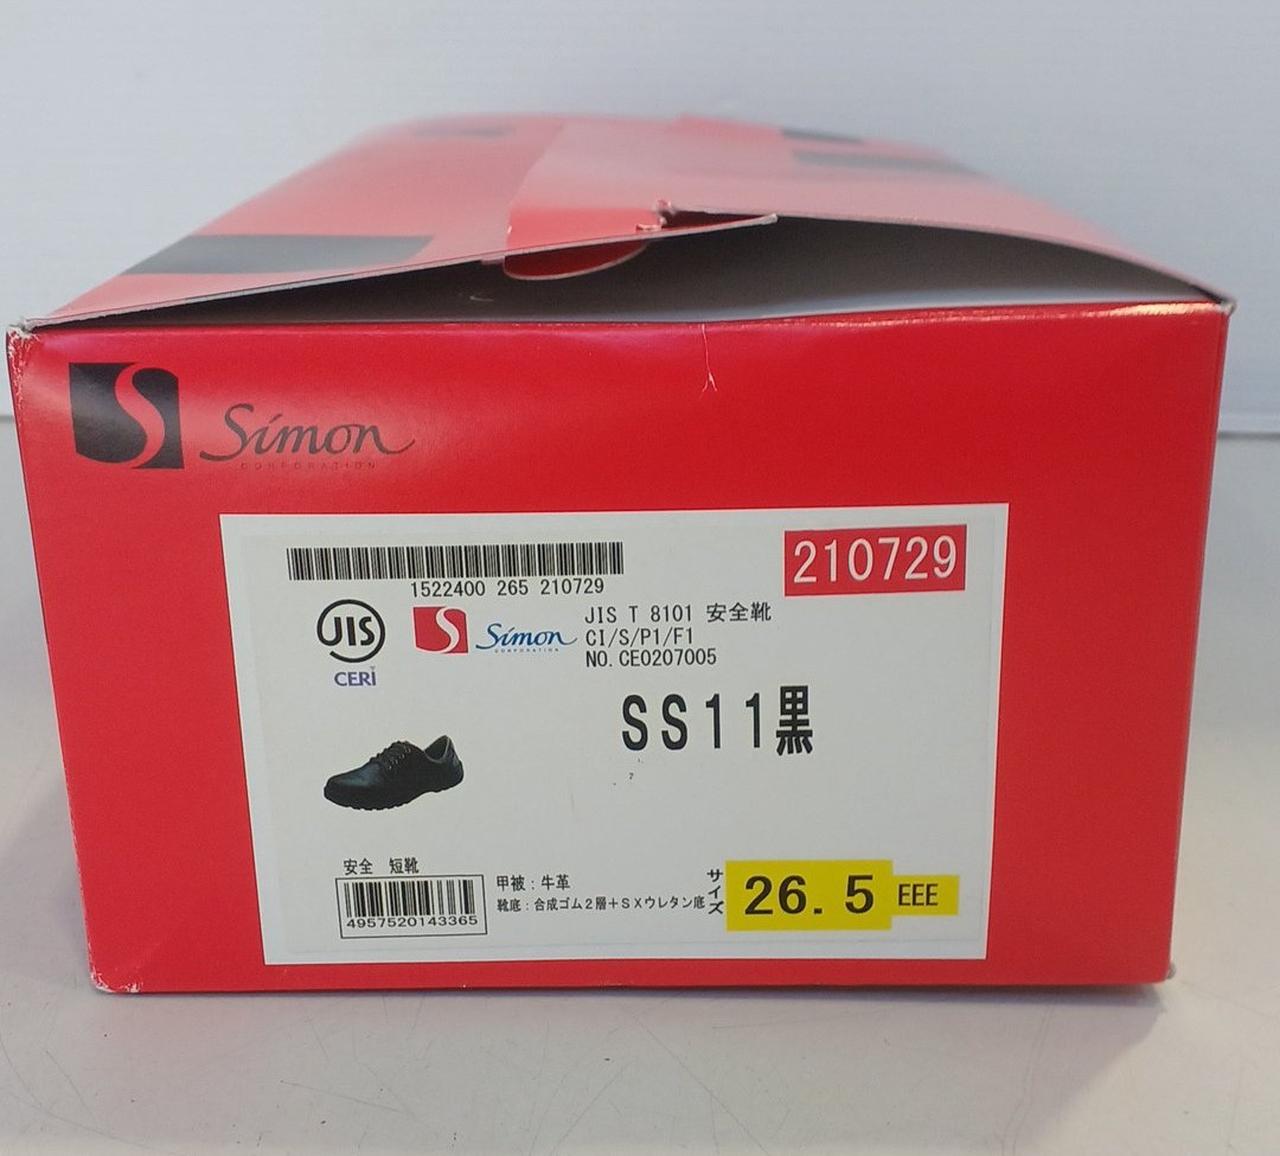 Simon
CORPORATION
210729
1522400 265 210729
JIS
CERI
Simon
CORPORATION
JIS T 8101 安全靴
CI/S/P1/F1
NO. CE0207005
SS11黒
安全 短靴
4957520143365
甲被:牛革
靴底:合成ゴム2層+SXウレタン底
サイズ
26.5
EEE